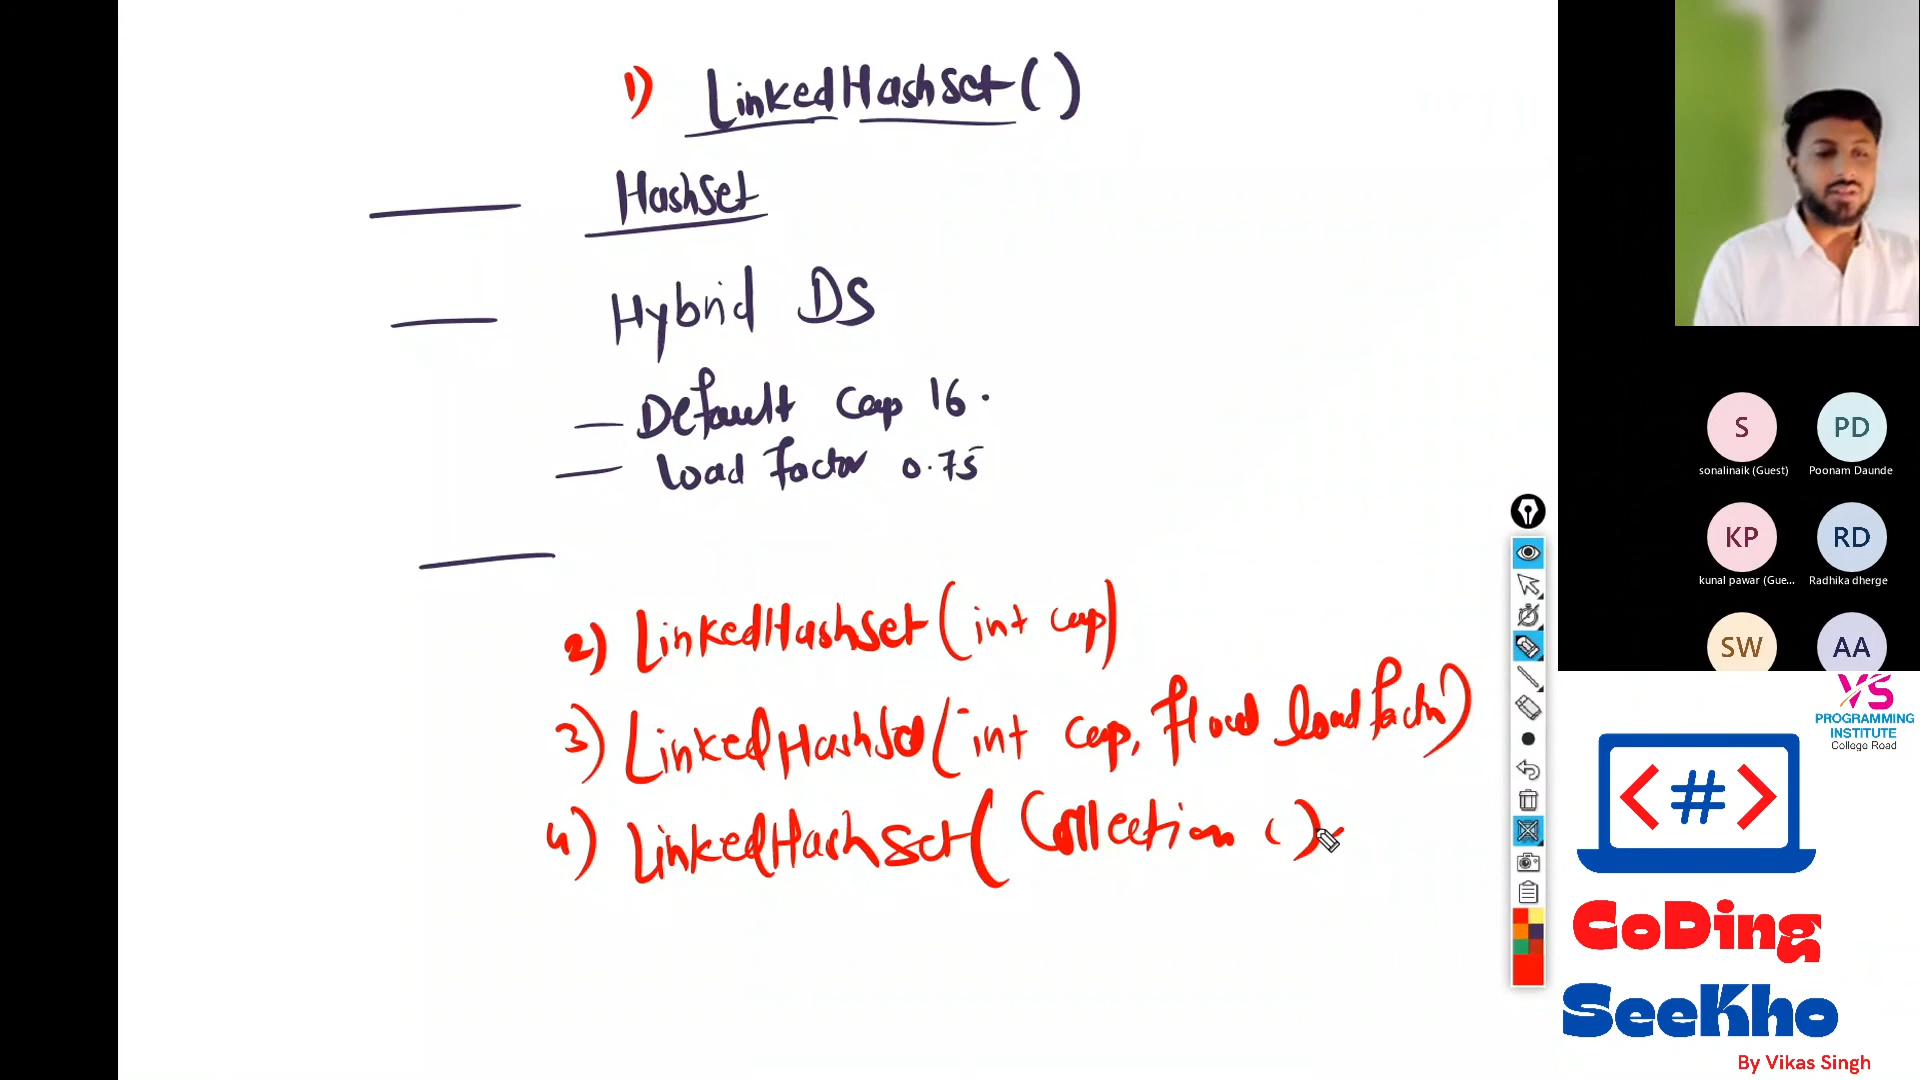 1) LinkedHashSet()
HashSet
Hybrid DS
Default cap 16.
load factor 0.75
2) LinkedHashSet(int cap)
3) LinkedHashSet(int cap, float loadfactor)
4) LinkedHashSet(Collection c)
S
PD
sonalinaik (Guest)
Poonam Daunde
KP
RD
kunal pawar (Gue...
Radhika dherge
SW
AA
VS
PROGRAMMING
INSTITUTE
College Road
<#>
CoDing
SeeKho
By Vikas Singh